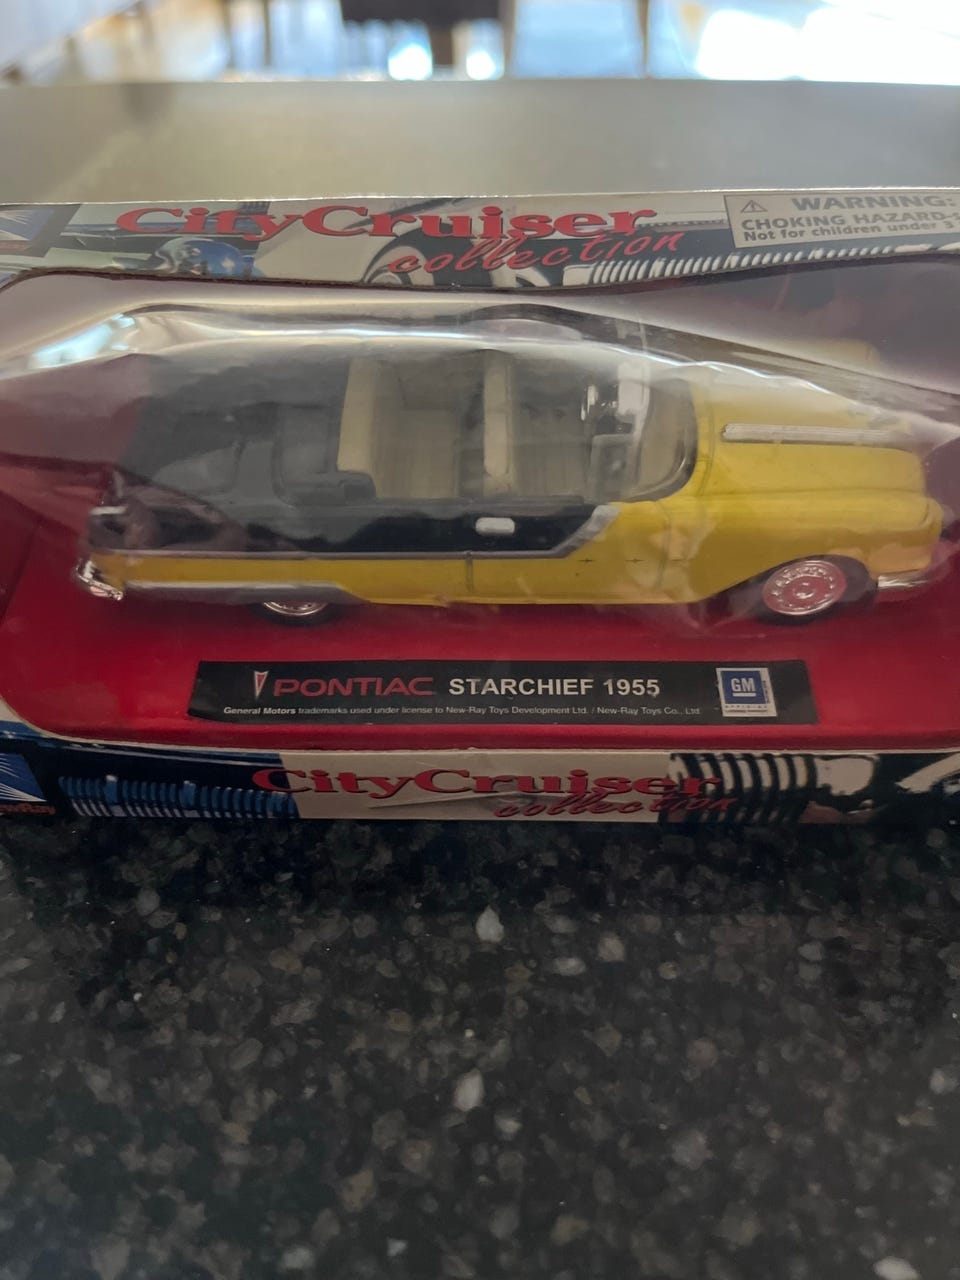 CityCruiser
collection
WARNING:
CHOKING HAZARD-
Not for children under 3
PONTIAC STARCHIEF 1955
General Motors trademarks used under license to New-Ray Toys Development Ltd. / New-Ray Toys Co., Ltd
GM
CityCruiser
collection